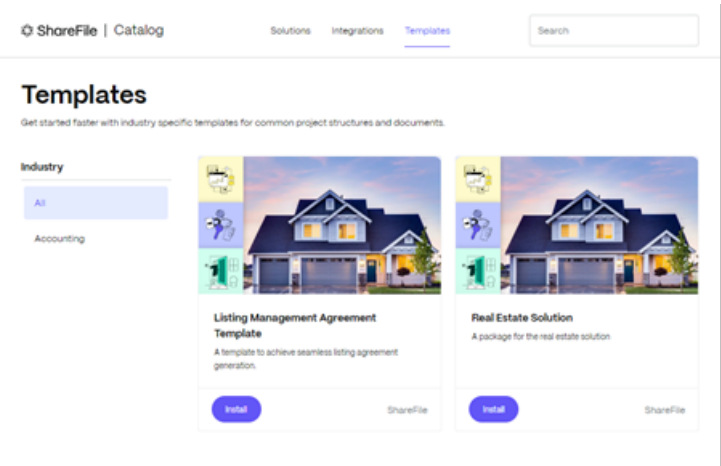 ShareFile | Catalog
Solutions
Integrations
Templates
Search
Templates
Get started faster with industry specific templates for common project structures and documents.
Industry
All
Accounting
Listing Management Agreement
Template
A template to achieve seamless listing agreement
generation.
Install
ShareFile
Real Estate Solution
A package for the real estate solution
Install
ShareFile